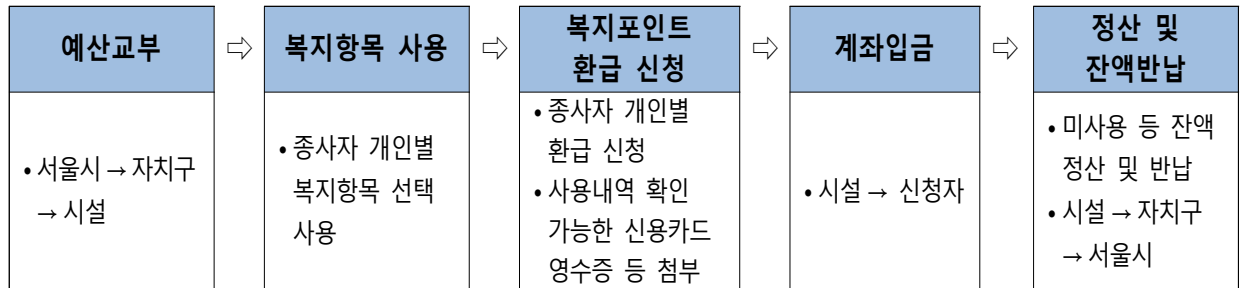 예산교부
⇨
복지항목 사용
⇨
복지포인트
환급 신청
⇨
계좌입금
⇨
정산 및
잔액반납
• 서울시 → 자치구
→ 시설
• 종사자 개인별
복지항목 선택
사용
• 종사자 개인별
환급 신청
• 사용내역 확인
가능한 신용카드
영수증 등 첨부
• 시설 → 신청자
• 미사용 등 잔액
정산 및 반납
• 시설 → 자치구
→ 서울시